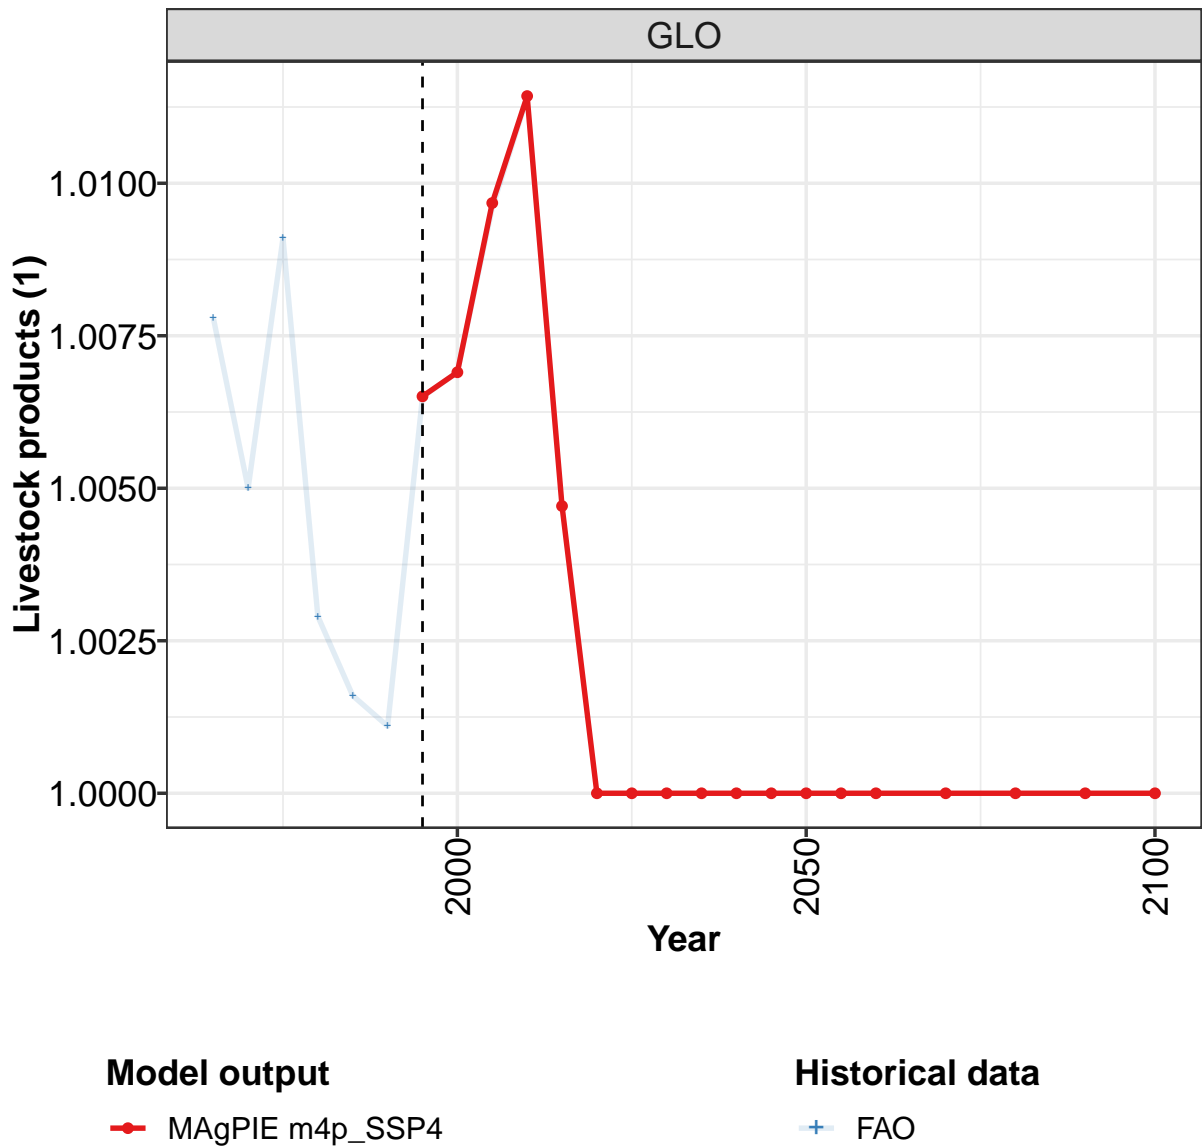 GLO
Livestock products (1)
1.0100
1.0075
1.0050
1.0025
1.0000
2000
2050
2100
Year
Model output
MAgPIE m4p_SSP4
Historical data
FAO